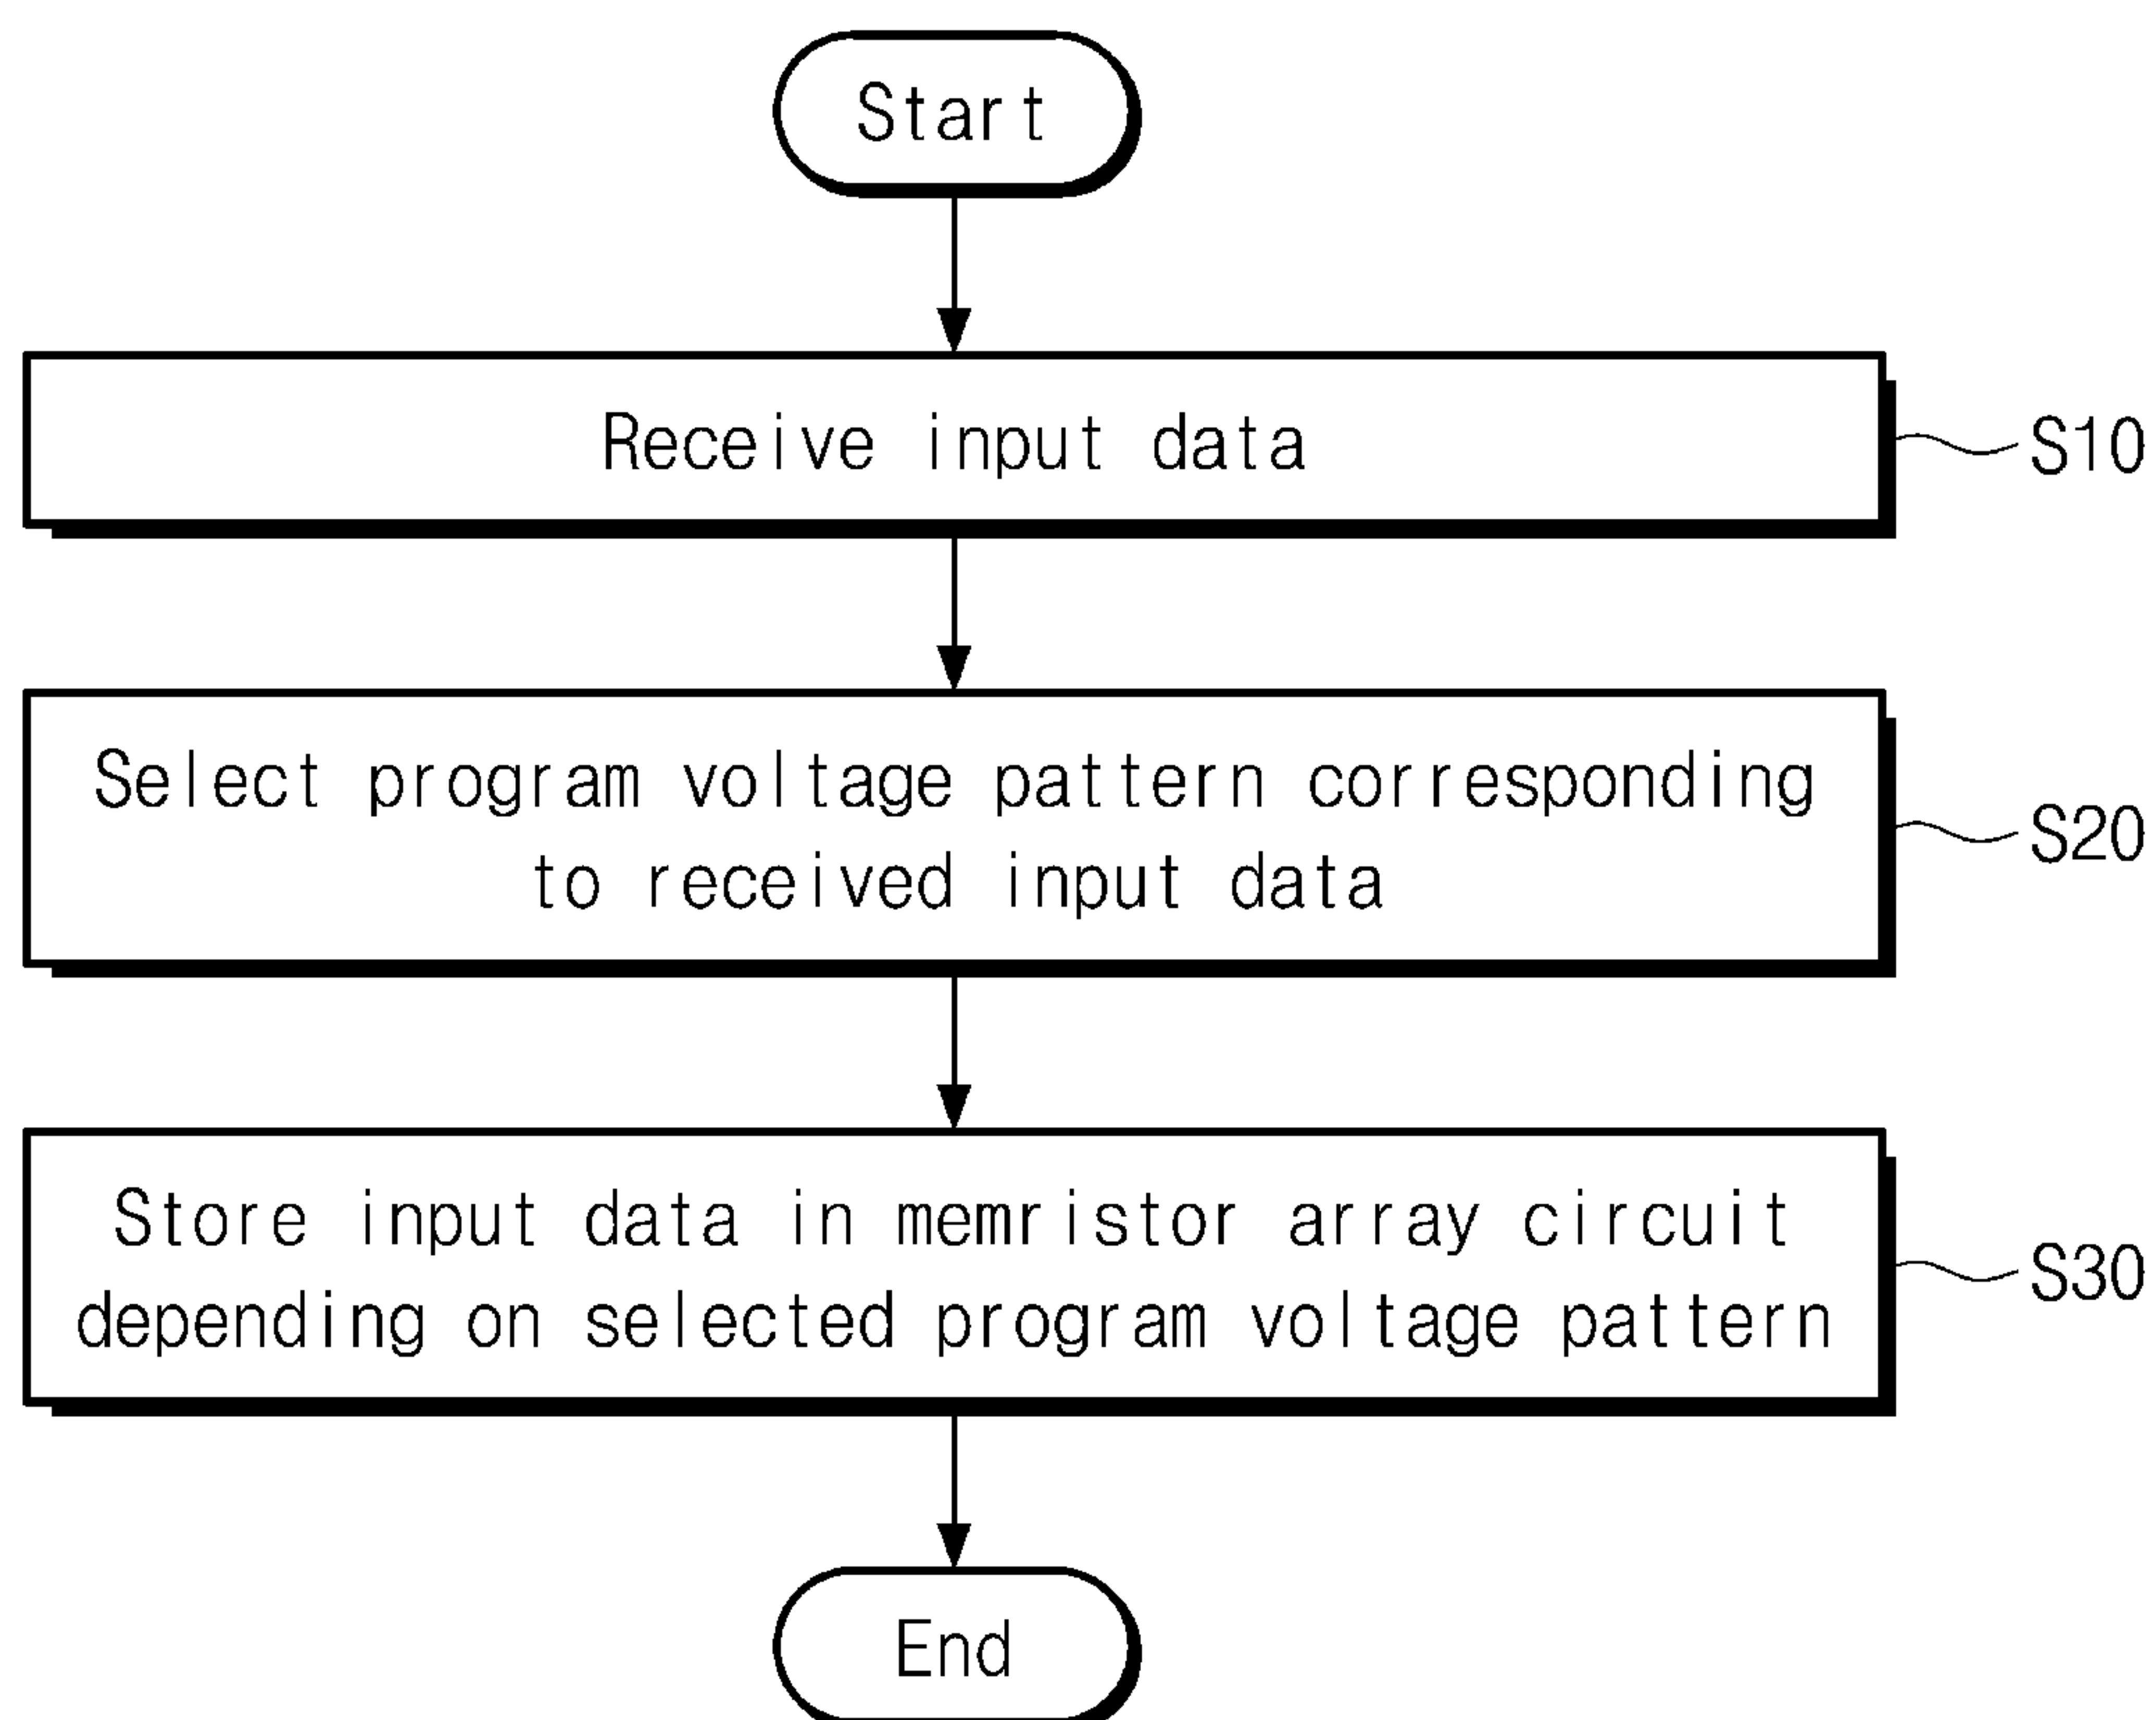 Start
Receive input data
S10
Select program voltage pattern corresponding
to received input data
S20
Store input data in memristor array circuit
depending on selected program voltage pattern
S30
End